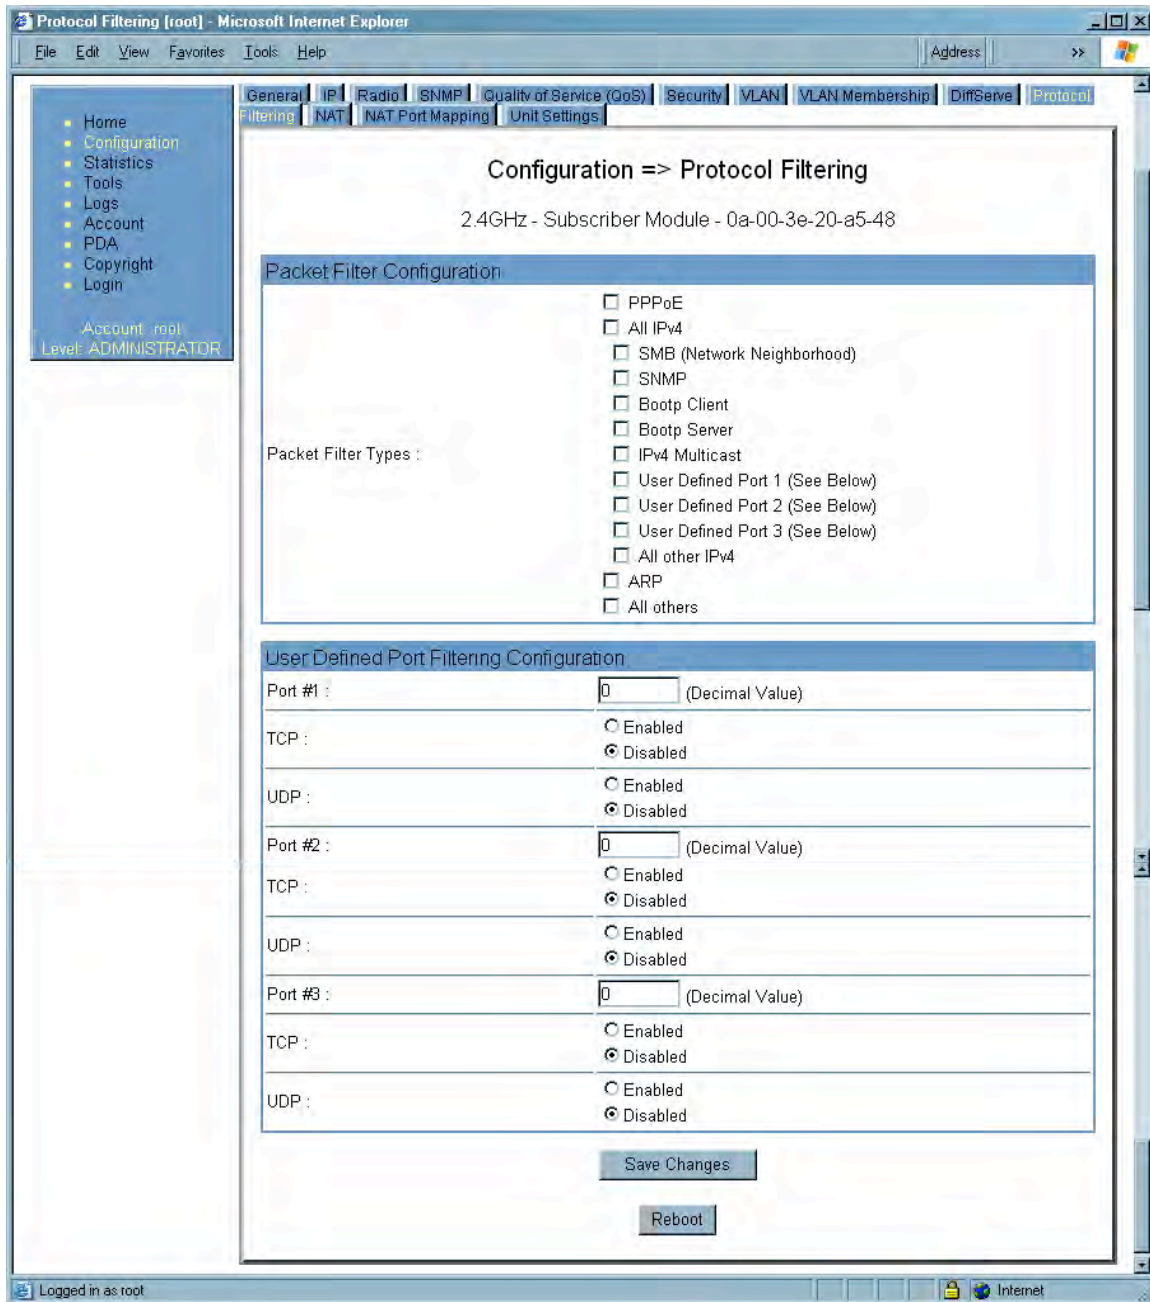 Protocol Filtering [root] - Microsoft Internet Explorer
File Edit View Favorites Tools Help Address »
General IP Radio SNMP Quality of Service (QoS) Security VLAN VLAN Membership DiffServe Protocol
Filtering NAT NAT Port Mapping Unit Settings
Home
Configuration
Statistics
Tools
Logs
Account
PDA
Copyright
Login
Account: root
Level: ADMINISTRATOR
Configuration => Protocol Filtering
2.4GHz - Subscriber Module - 0a-00-3e-20-a5-48
Packet Filter Configuration
Packet Filter Types :
PPPoE
All IPv4
SMB (Network Neighborhood)
SNMP
Bootp Client
Bootp Server
IPv4 Multicast
User Defined Port 1 (See Below)
User Defined Port 2 (See Below)
User Defined Port 3 (See Below)
All other IPv4
ARP
All others
User Defined Port Filtering Configuration
Port #1 : 0 (Decimal Value)
TCP :
Enabled
Disabled
UDP :
Enabled
Disabled
Port #2 : 0 (Decimal Value)
TCP :
Enabled
Disabled
UDP :
Enabled
Disabled
Port #3 : 0 (Decimal Value)
TCP :
Enabled
Disabled
UDP :
Enabled
Disabled
Save Changes
Reboot
Logged in as root Internet